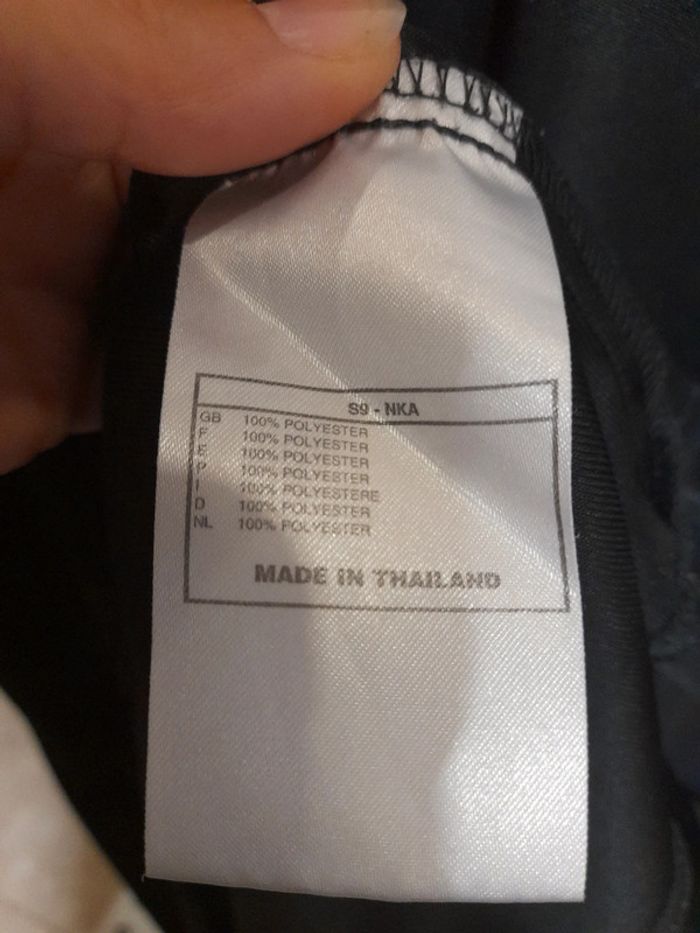 S9 - NKA
GB 100% POLYESTER
F 100% POLYESTER
E 100% POLYESTER
P 100% POLYESTER
I 100% POLYESTERE
D 100% POLYESTER
NL 100% POLYESTER
MADE IN THAILAND